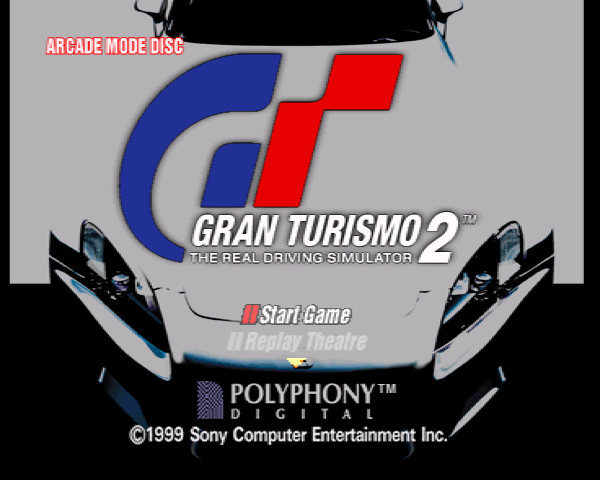 ARCADE MODE DISC
GRAN TURISMO 2™
THE REAL DRIVING SIMULATOR
Start Game
Replay Theatre
POLYPHONY™
DIGITAL
©1999 Sony Computer Entertainment Inc.